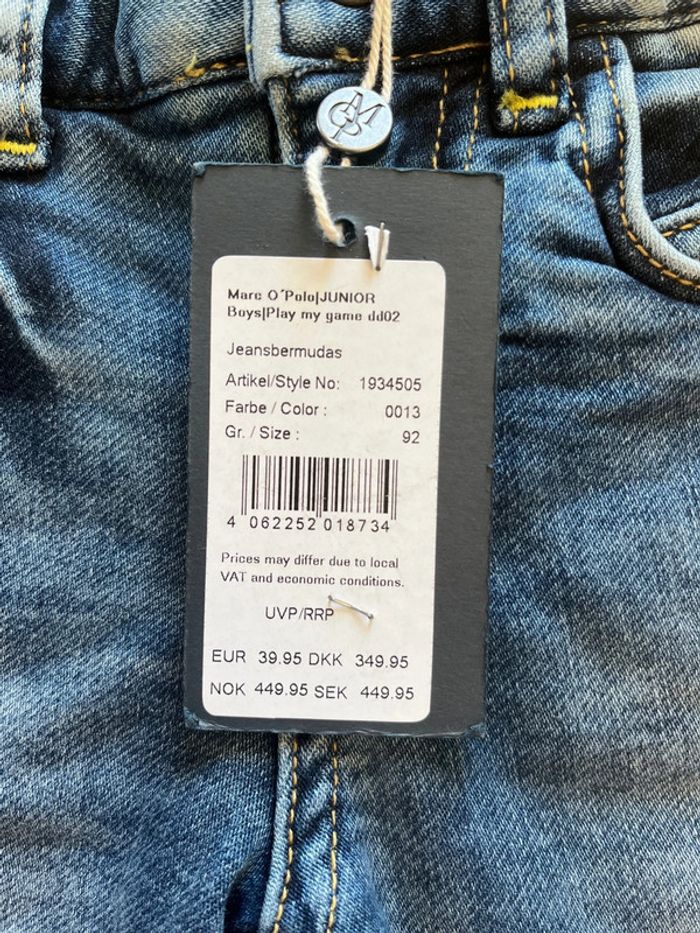 MOP
Marc O´Polo|JUNIOR
Boys|Play my game dd02
Jeansbermudas
Artikel/Style No: 1934505
Farbe / Color : 0013
Gr. / Size : 92
4 062252 018734
Prices may differ due to local
VAT and economic conditions.
UVP/RRP
EUR 39.95 DKK 349.95
NOK 449.95 SEK 449.95